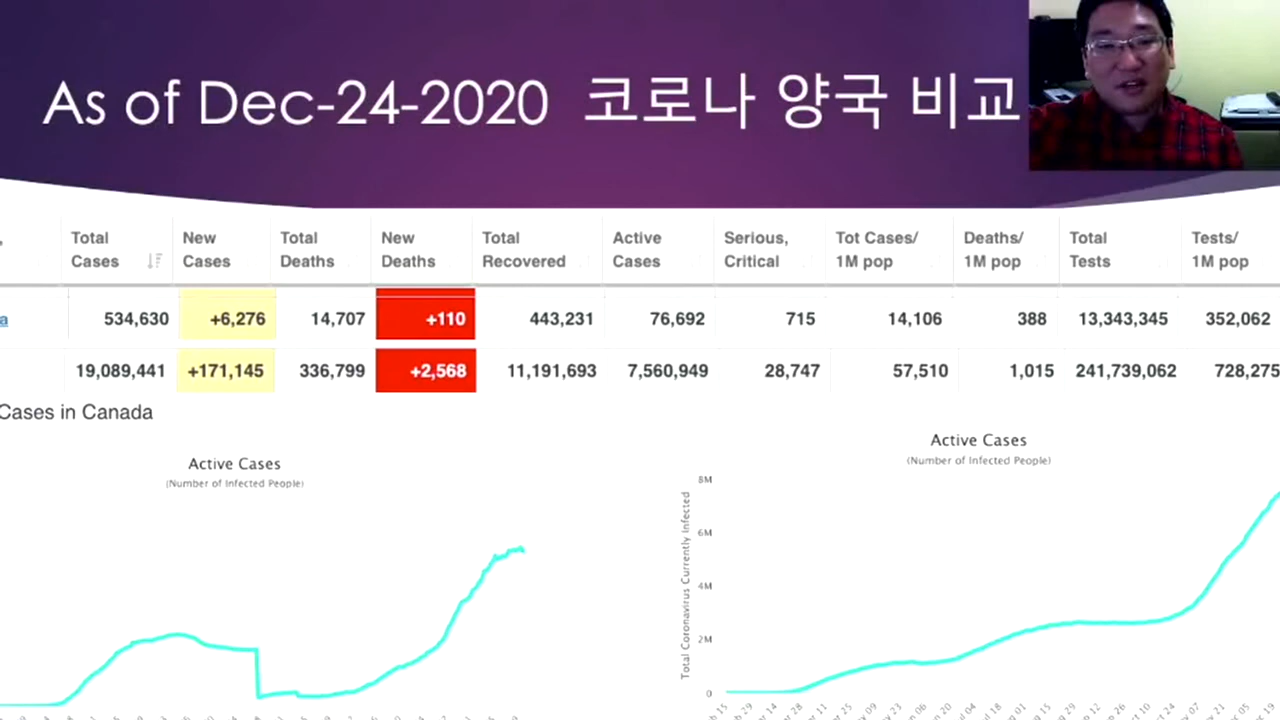 As of Dec-24-2020 코로나 양국 비교
Total Cases New Cases Total Deaths New Deaths Total Recovered Active Cases Serious, Critical Tot Cases/ 1M pop Deaths/ 1M pop Total Tests Tests/ 1M pop
a 534,630 +6,276 14,707 +110 443,231 76,692 715 14,106 388 13,343,345 352,062
19,089,441 +171,145 336,799 +2,568 11,191,693 7,560,949 28,747 57,510 1,015 241,739,062 728,275
Cases in Canada
Active Cases
(Number of Infected People)
Active Cases
(Number of Infected People)
Total Coronavirus Currently Infected
8M
6M
4M
2M
0